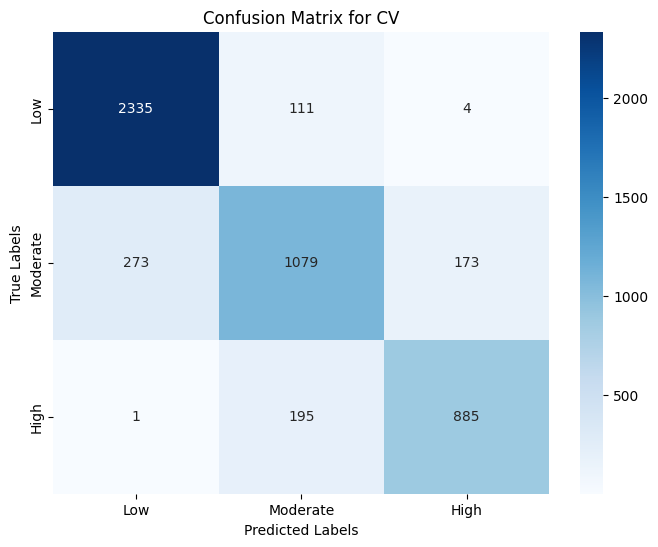 Confusion Matrix for CV
True Labels
Low
2335 111 4
Moderate
273 1079 173
High
1 195 885
Low Moderate High
Predicted Labels
2000
1500
1000
500